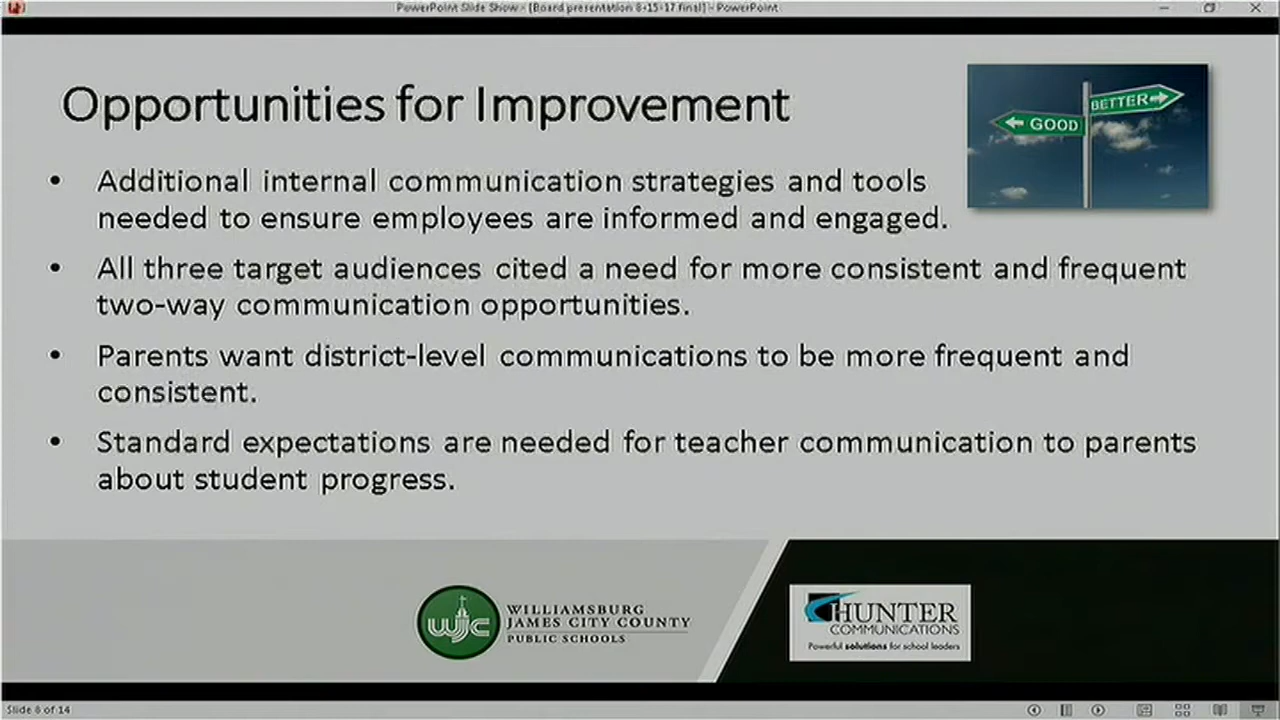 PowerPoint Slide Show - [Board presentation 8-15-17 final] - PowerPoint
Opportunities for Improvement
BETTER
GOOD
• Additional internal communication strategies and tools
needed to ensure employees are informed and engaged.
• All three target audiences cited a need for more consistent and frequent
two-way communication opportunities.
• Parents want district-level communications to be more frequent and
consistent.
• Standard expectations are needed for teacher communication to parents
about student progress.
wjc
WILLIAMSBURG
JAMES CITY COUNTY
PUBLIC SCHOOLS
HUNTER
COMMUNICATIONS
Powerful solutions for school leaders
Slide 8 of 14